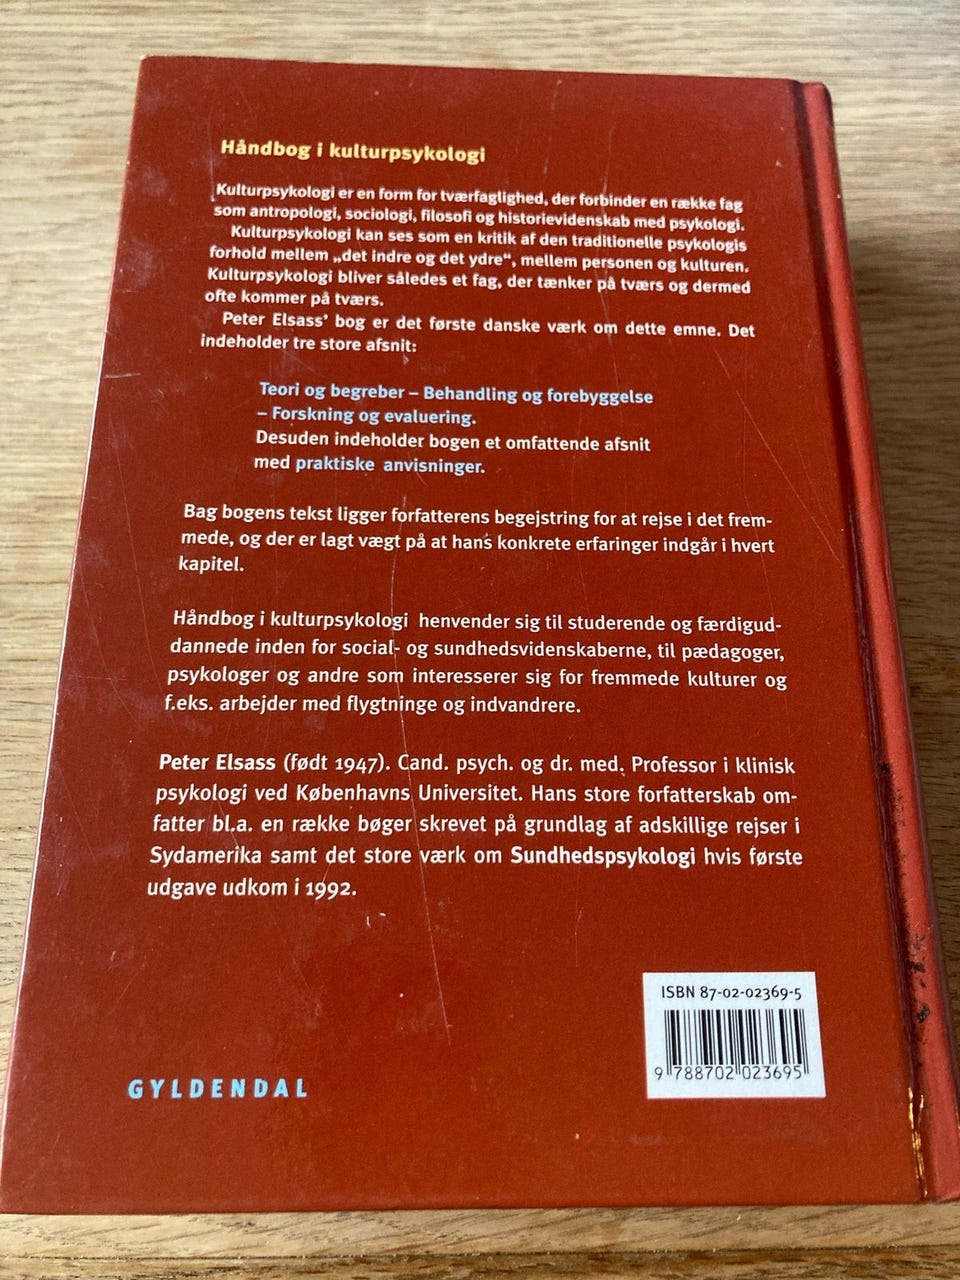 Håndbog i kulturpsykologi
Kulturpsykologi er en form for tværfaglighed, der forbinder en række fag
som antropologi, sociologi, filosofi og historievidenskab med psykologi.
Kulturpsykologi kan ses som en kritik af den traditionelle psykologis
forhold mellem „det indre og det ydre“, mellem personen og kulturen.
Kulturpsykologi bliver således et fag, der tænker på tværs og dermed
ofte kommer på tværs.
Peter Elsass’ bog er det første danske værk om dette emne. Det
indeholder tre store afsnit:
Teori og begreber – Behandling og forebyggelse
– Forskning og evaluering.
Desuden indeholder bogen et omfattende afsnit
med praktiske anvisninger.
Bag bogens tekst ligger forfatterens begejstring for at rejse i det frem-
mede, og der er lagt vægt på at hans konkrete erfaringer indgår i hvert
kapitel.
Håndbog i kulturpsykologi henvender sig til studerende og færdigud-
dannede inden for social- og sundhedsvidenskaberne, til pædagoger,
psykologer og andre som interesserer sig for fremmede kulturer og
f.eks. arbejder med flygtninge og indvandrere.
Peter Elsass (født 1947). Cand. psych. og dr. med. Professor i klinisk
psykologi ved Københavns Universitet. Hans store forfatterskab om-
fatter bl.a. en række bøger skrevet på grundlag af adskillige rejser i
Sydamerika samt det store værk om Sundhedspsykologi hvis første
udgave udkom i 1992.
ISBN 87-02-02369-5
9 788702 023695
GYLDENDAL